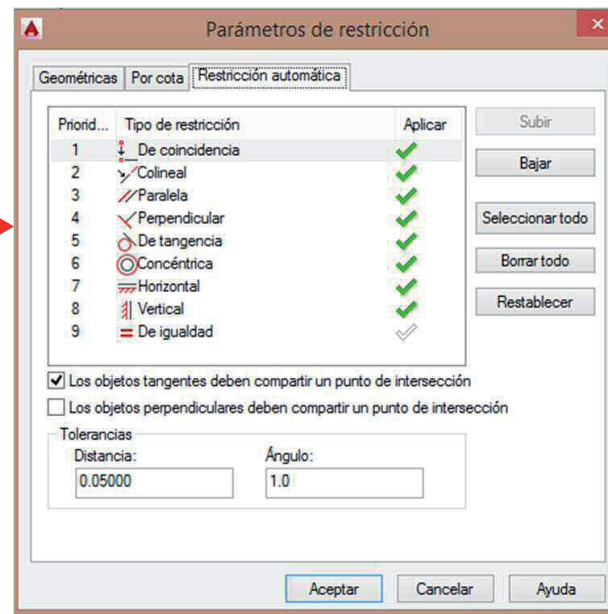 Parámetros de restricción
Geométricas Por cota Restricción automática
Priorid... Tipo de restricción Aplicar
1 De coincidencia
2 Colineal
3 Paralela
4 Perpendicular
5 De tangencia
6 Concéntrica
7 Horizontal
8 Vertical
9 De igualdad
Subir
Bajar
Seleccionar todo
Borrar todo
Restablecer
Los objetos tangentes deben compartir un punto de intersección
Los objetos perpendiculares deben compartir un punto de intersección
Tolerancias
Distancia: Ángulo:
0.05000 1.0
Aceptar Cancelar Ayuda